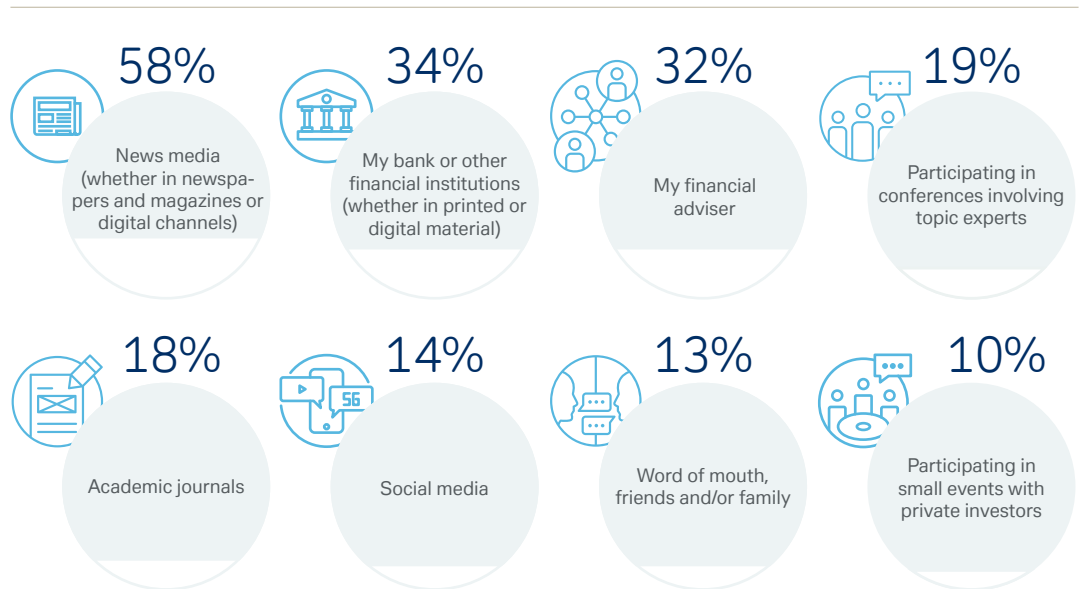 58%
News media
(whether in newspa-
pers and magazines or
digital channels)
34%
My bank or other
financial institutions
(whether in printed or
digital material)
32%
My financial
adviser
19%
Participating in
conferences involving
topic experts
18%
Academic journals
14%
5G
Social media
13%
Word of mouth,
friends and/or family
10%
Participating in
small events with
private investors